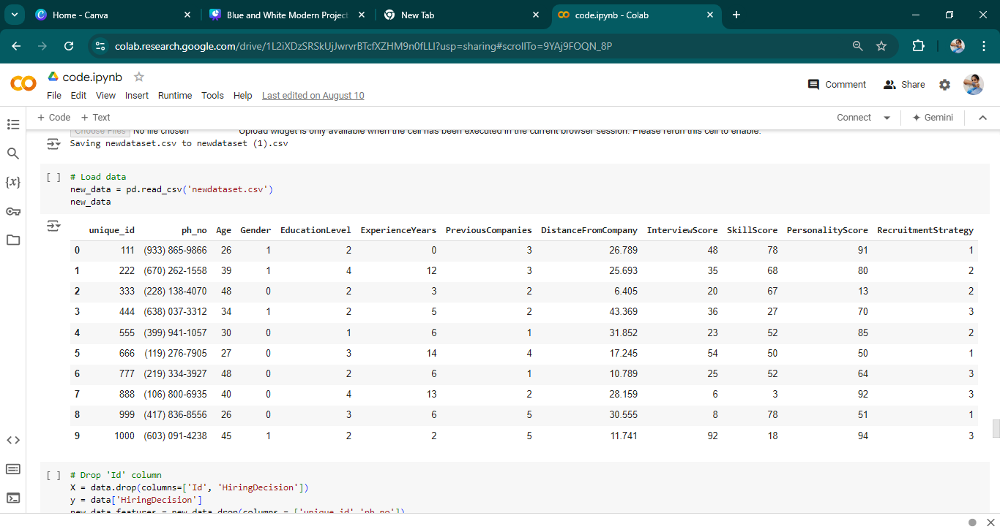 Home - Canva
Blue and White Modern Project
New Tab
code.ipynb - Colab
colab.research.google.com/drive/1L2iXDzSRSkUjJwrvrBTcfXZHM9n0fLLI?usp=sharing#scrollTo=9YAj9FOQN_8P
code.ipynb
Comment Share
File Edit View Insert Runtime Tools Help Last edited on August 10
+ Code + Text Connect Gemini
Choose Files No file chosen Upload widget is only available when the cell has been executed in the current browser session. Please rerun this cell to enable.
Saving newdataset.csv to newdataset (1).csv
[ ] # Load data
new_data = pd.read_csv('newdataset.csv')
new_data
unique_id ph_no Age Gender EducationLevel ExperienceYears PreviousCompanies DistanceFromCompany InterviewScore SkillScore PersonalityScore RecruitmentStrategy
0 111 (933) 865-9866 26 1 2 0 3 26.789 48 78 91 1
1 222 (670) 262-1558 39 1 4 12 3 25.693 35 68 80 2
2 333 (228) 138-4070 48 0 2 3 2 6.405 20 67 13 2
3 444 (638) 037-3312 34 1 2 5 2 43.369 36 27 70 3
4 555 (399) 941-1057 30 0 1 6 1 31.852 23 52 85 2
5 666 (119) 276-7905 27 0 3 14 4 17.245 54 50 50 1
6 777 (219) 334-3927 48 0 2 6 1 10.789 25 52 64 3
7 888 (106) 800-6935 40 0 4 13 2 28.159 6 3 92 3
8 999 (417) 836-8556 26 0 3 6 5 30.555 8 78 51 1
9 1000 (603) 091-4238 45 1 2 2 5 11.741 92 18 94 3
[ ] # Drop 'Id' column
X = data.drop(columns=['Id', 'HiringDecision'])
y = data['HiringDecision']
new_data_features = new_data.drop(columns = ['unique_id','ph_no'])